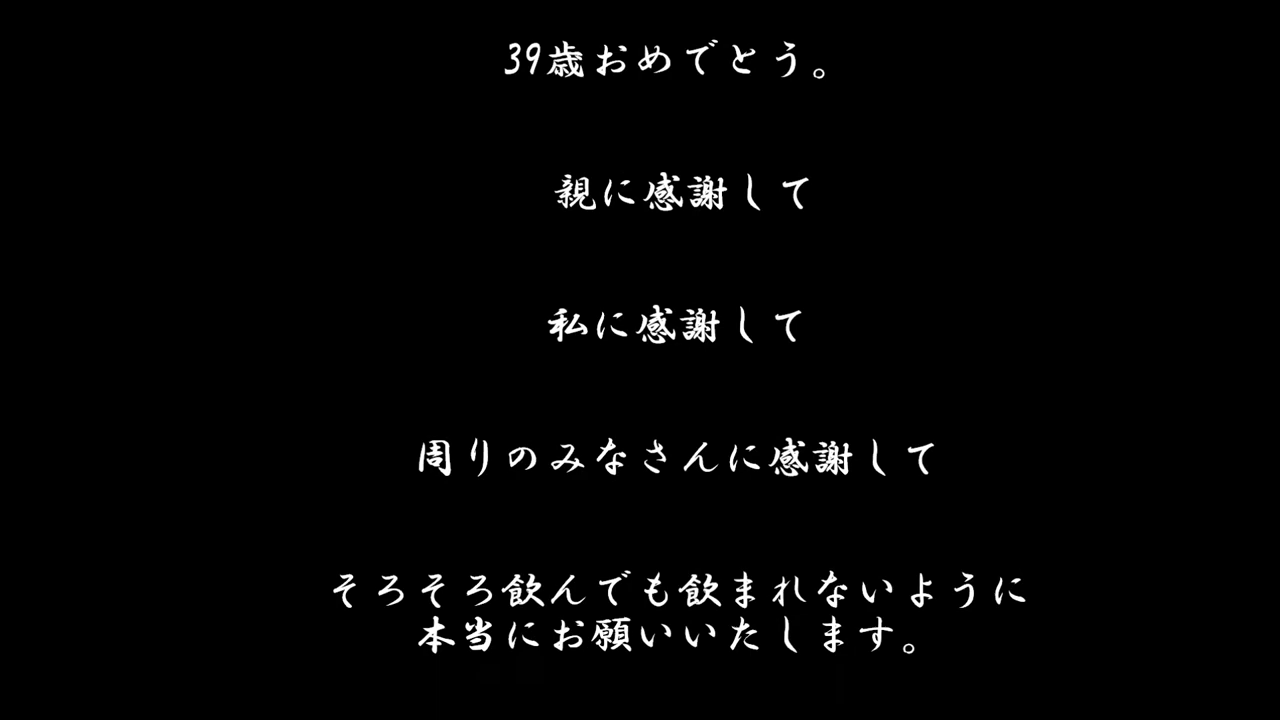 39歳おめでとう。
親に感謝して
私に感謝して
周りのみなさんに感謝して
そろそろ飲んでも飲まれないように
本当にお願いいたします。